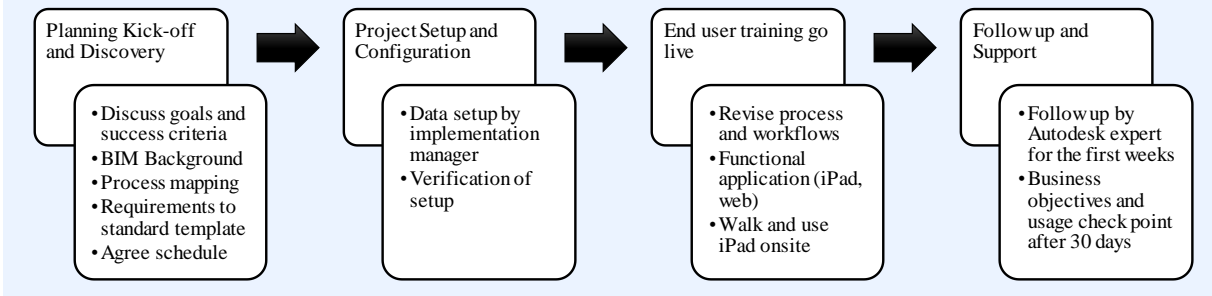 Planning Kick-off
and Discovery
•Discuss goals and
success criteria
•BIM Background
•Process mapping
•Requirements to
standard template
•Agree schedule
Project Setup and
Configuration
•Data setup by
implementation
manager
•Verification of
setup
End user training go
live
•Revise process
and workflows
•Functional
application (iPad,
web)
•Walk and use
iPad onsite
Follow up and
Support
•Follow up by
Autodesk expert
for the first weeks
•Business
objectives and
usage check point
after 30 days